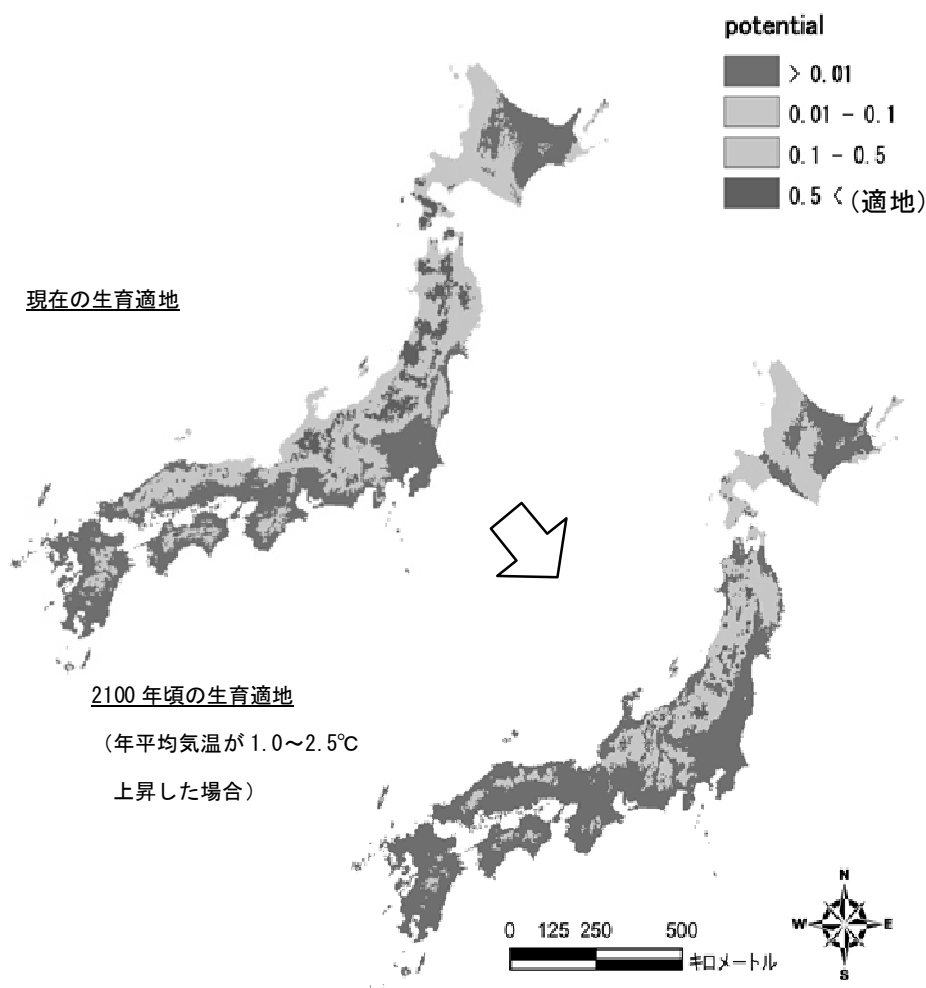 potential
> 0.01
0.01 - 0.1
0.1 - 0.5
0.5 < (適地)
現在の生育適地
2100 年頃の生育適地
(年平均気温が 1.0～2.5℃
上昇した場合)
N
W E
S
0 125 250 500
キロメートル